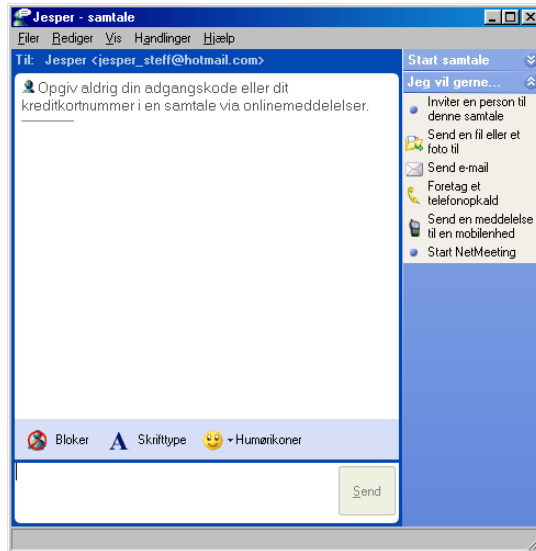 Jesper - samtale
Filer Rediger Vis Handlinger Hjælp
Til: Jesper <jesper_steff@hotmail.com>
Opgiv aldrig din adgangskode eller dit
kreditkortnummer i en samtale via onlinemeddelelser.
Start samtale
Jeg vil gerne...
Inviter en person til
denne samtale
Send en fil eller et
foto til
Send e-mail
Foretag et
telefonopkald
Send en meddelelse
til en mobilenhed
Start NetMeeting
Bloker A Skrifttype Humørikoner
Send